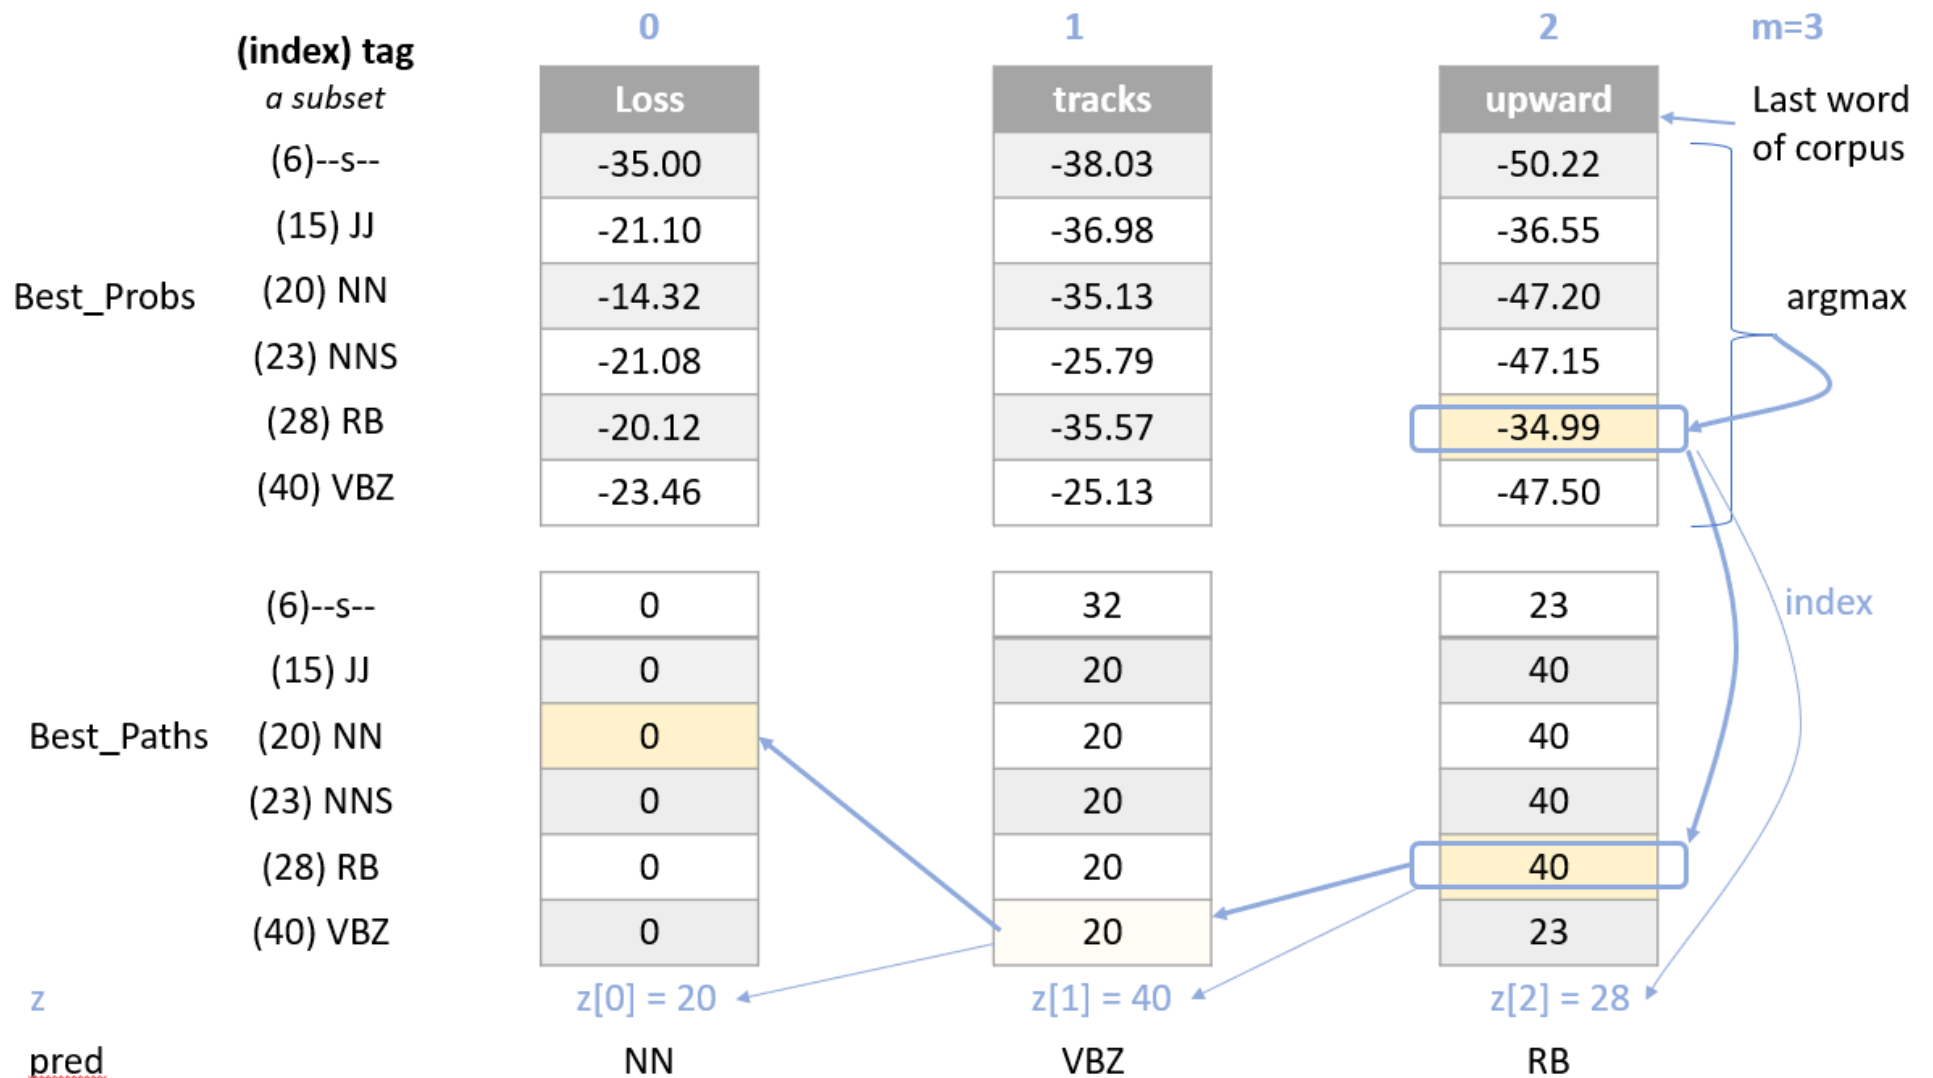 0 1 2 m=3
(index) tag
a subset
Loss tracks upward
Last word
of corpus
(6)--s-- -35.00 -38.03 -50.22
(15) JJ -21.10 -36.98 -36.55
Best_Probs (20) NN -14.32 -35.13 -47.20 argmax
(23) NNS -21.08 -25.79 -47.15
(28) RB -20.12 -35.57 -34.99
(40) VBZ -23.46 -25.13 -47.50
(6)--s-- 0 32 23 index
(15) JJ 0 20 40
Best_Paths (20) NN 0 20 40
(23) NNS 0 20 40
(28) RB 0 20 40
(40) VBZ 0 20 23
z z[0] = 20 z[1] = 40 z[2] = 28
pred NN VBZ RB